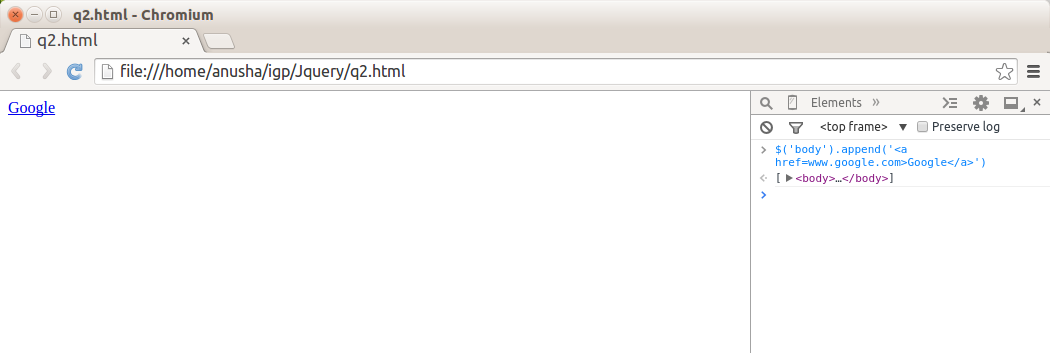 q2.html - Chromium
q2.html
file:///home/anusha/igp/Jquery/q2.html
Google
Elements »
<top frame> ▼ Preserve log
$('body').append('<a
href=www.google.com>Google</a>')
[▶<body>…</body>]